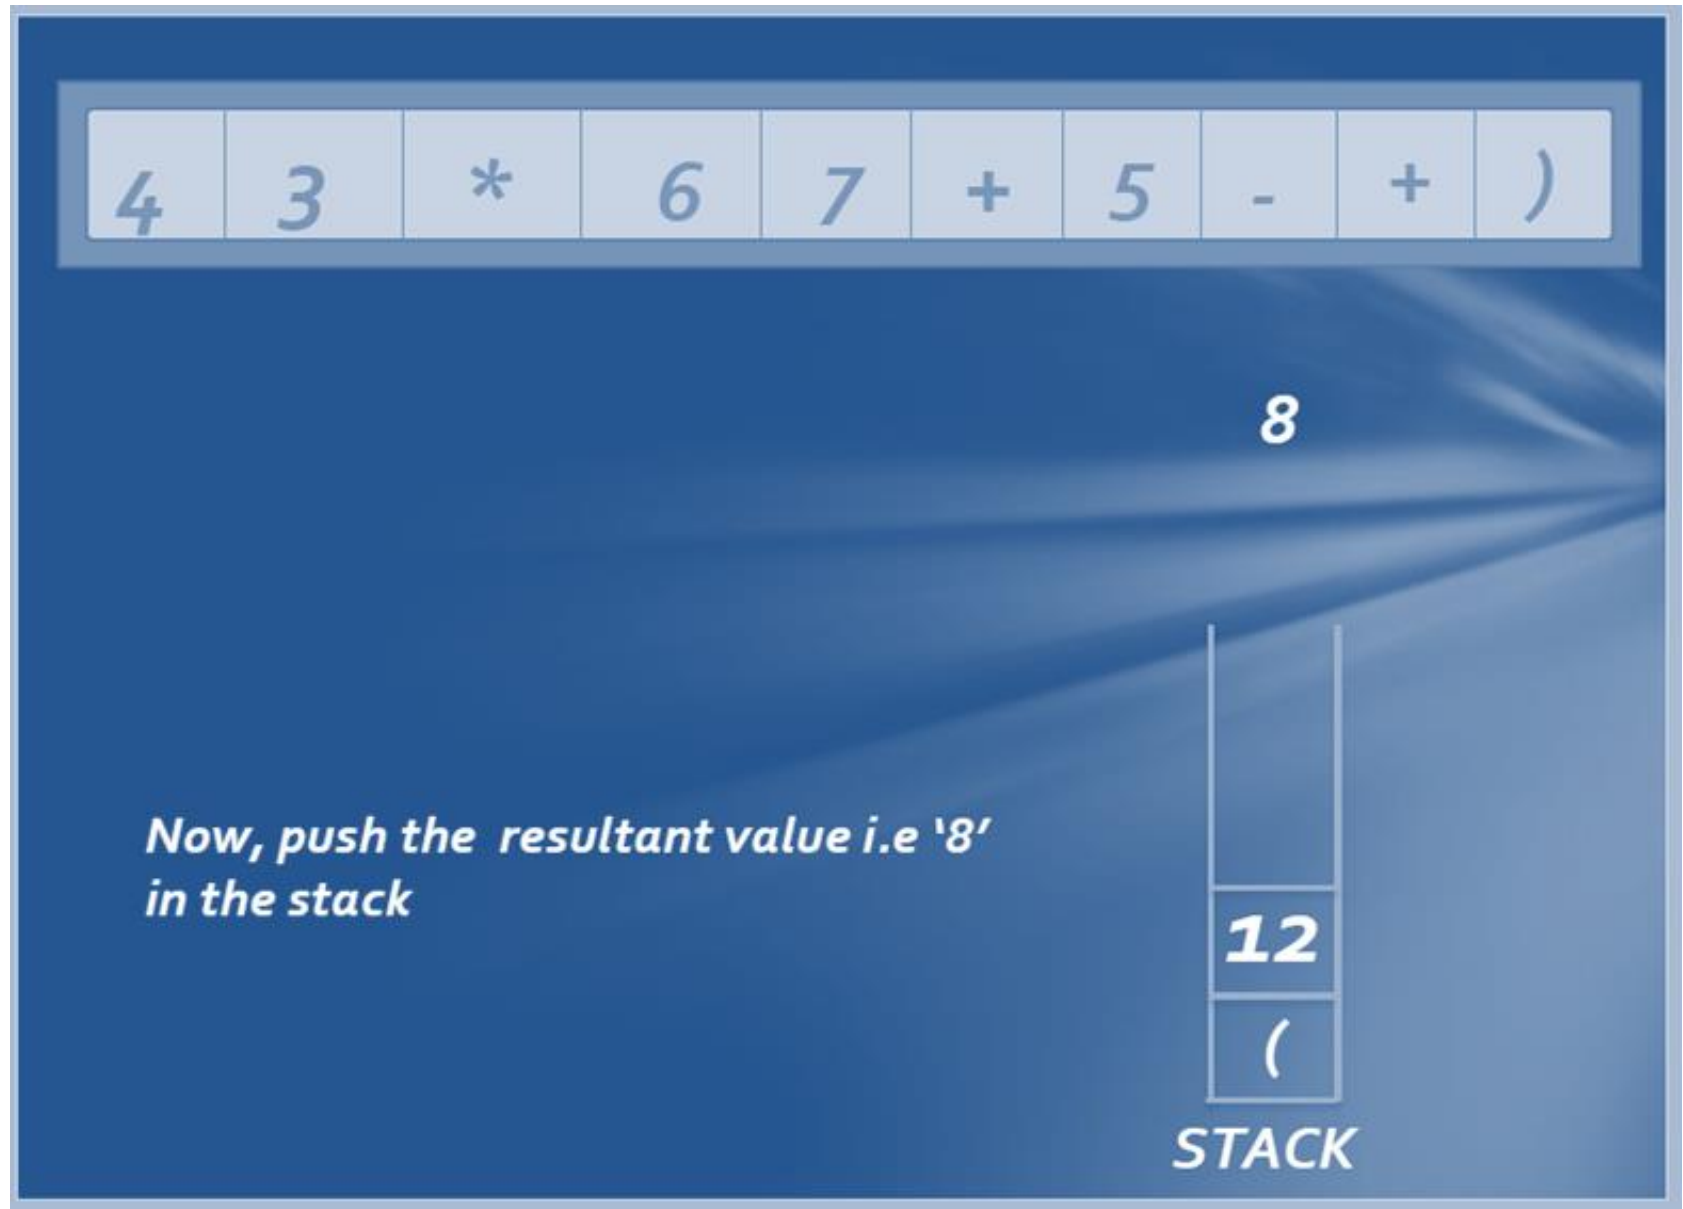 4 3 * 6 7 + 5 - + )
8
Now, push the resultant value i.e ‘8’
in the stack
12
(
STACK